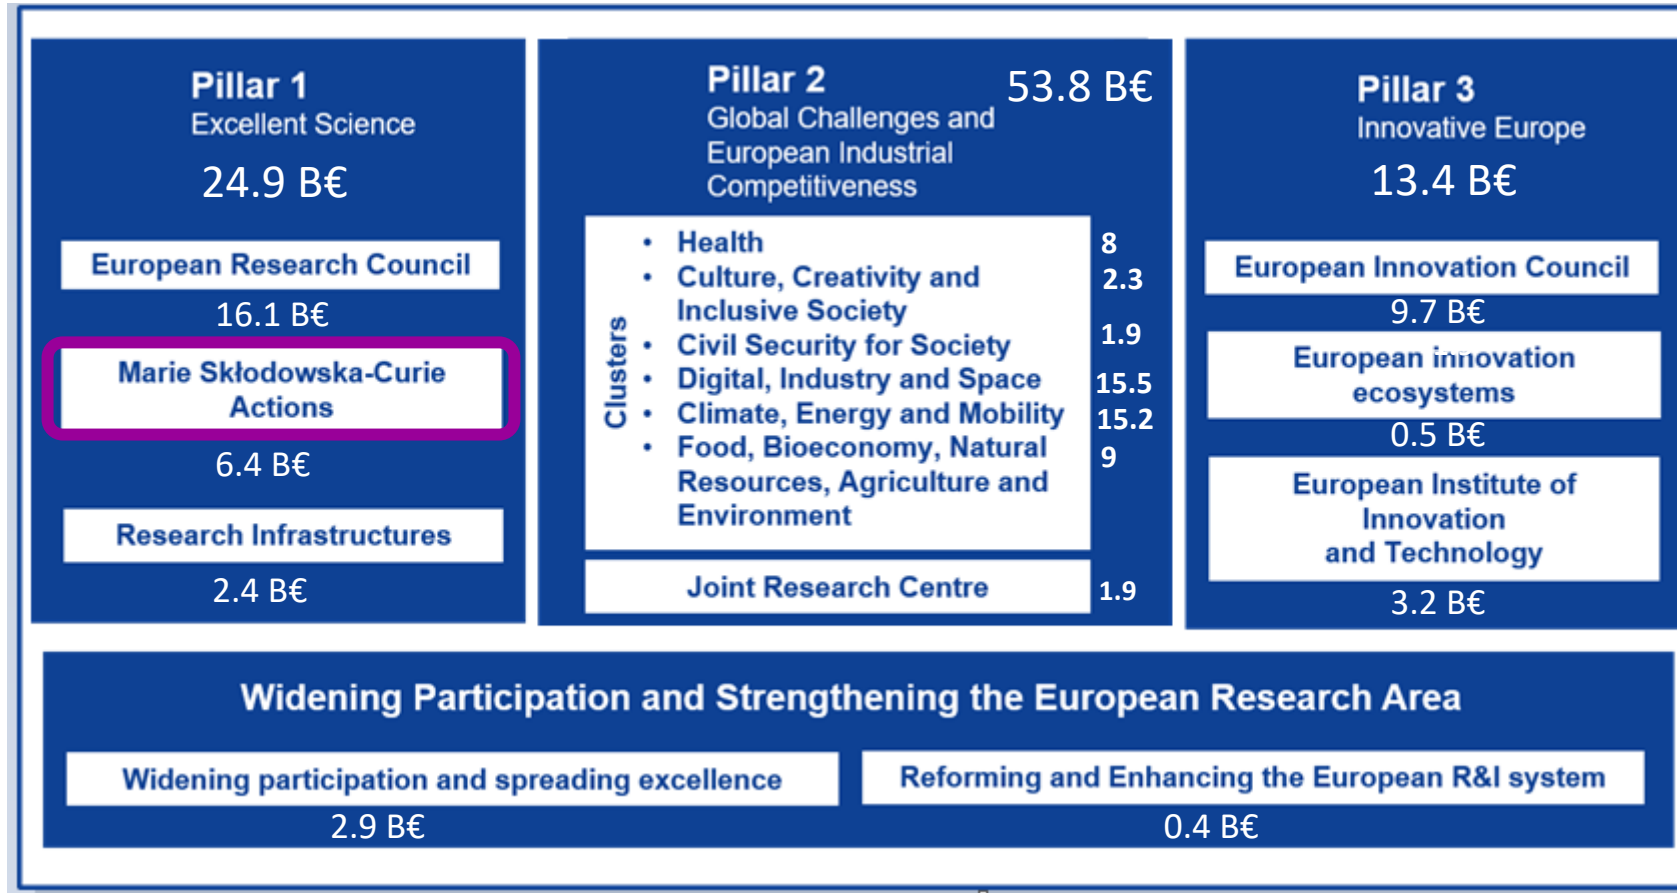 Pillar 1
Excellent Science
24.9 B€
European Research Council
16.1 B€
Marie Skłodowska-Curie
Actions
6.4 B€
Research Infrastructures
2.4 B€
Pillar 2
53.8 B€
Global Challenges and
European Industrial
Competitiveness
Clusters
• Health 8
• Culture, Creativity and 2.3
Inclusive Society
• Civil Security for Society 1.9
• Digital, Industry and Space 15.5
• Climate, Energy and Mobility 15.2
• Food, Bioeconomy, Natural 9
Resources, Agriculture and
Environment
Joint Research Centre 1.9
Pillar 3
Innovative Europe
13.4 B€
European Innovation Council
9.7 B€
European innovation
ecosystems
0.5 B€
European Institute of
Innovation
and Technology
3.2 B€
Widening Participation and Strengthening the European Research Area
Widening participation and spreading excellence
2.9 B€
Reforming and Enhancing the European R&I system
0.4 B€